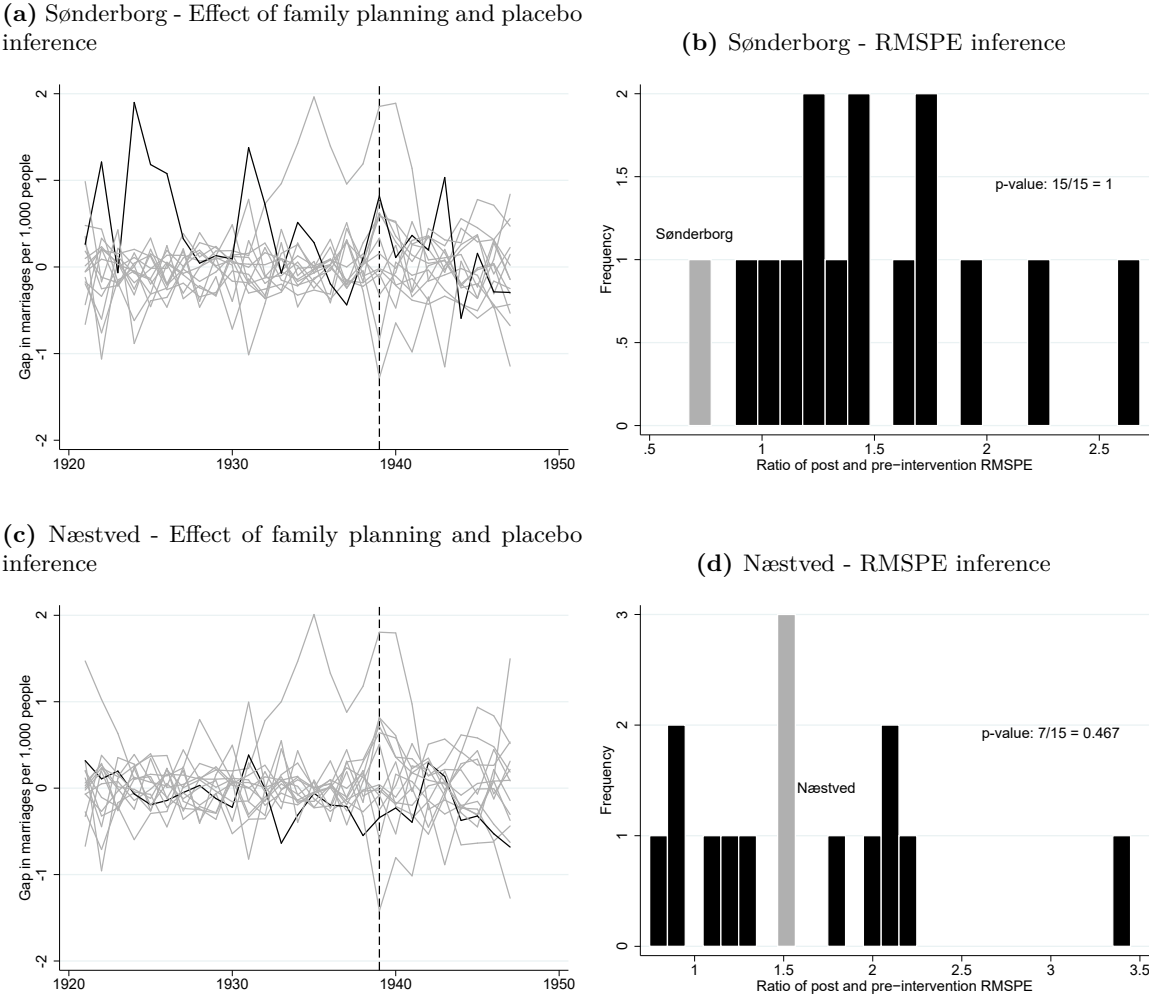 (a) Sønderborg - Effect of family planning and placebo
inference
(b) Sønderborg - RMSPE inference
2
1
0
-1
-2
Gap in marriages per 1,000 people
1920
1930
1940
1950
2
1.5
1
.5
0
Frequency
Sønderborg
p-value: 15/15 = 1
.5
1
1.5
2
2.5
Ratio of post and pre−intervention RMSPE
(c) Næstved - Effect of family planning and placebo
inference
(d) Næstved - RMSPE inference
2
1
0
-1
-2
Gap in marriages per 1,000 people
1920
1930
1940
1950
3
2
1
0
Frequency
p-value: 7/15 = 0.467
Næstved
1
1.5
2
2.5
3
3.5
Ratio of post and pre−intervention RMSPE